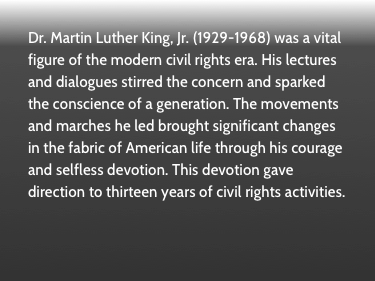 Dr. Martin Luther King, Jr. (1929-1968) was a vital
figure of the modern civil rights era. His lectures
and dialogues stirred the concern and sparked
the conscience of a generation. The movements
and marches he led brought significant changes
in the fabric of American life through his courage
and selfless devotion. This devotion gave
direction to thirteen years of civil rights activities.